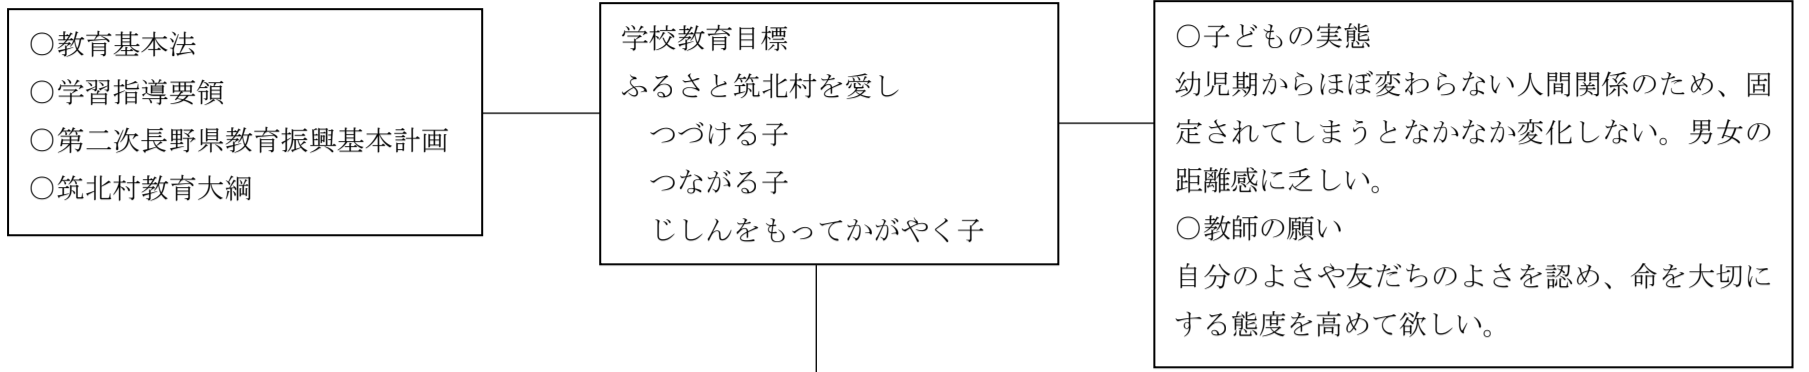 〇教育基本法
〇学習指導要領
〇第二次長野県教育振興基本計画
〇筑北村教育大綱
学校教育目標
ふるさと筑北村を愛し
つづける子
つながる子
じしんをもってかがやく子
〇子どもの実態
幼児期からほぼ変わらない人間関係のため、固
定されてしまうとなかなか変化しない。男女の
距離感に乏しい。
〇教師の願い
自分のよさや友だちのよさを認め、命を大切に
する態度を高めて欲しい。